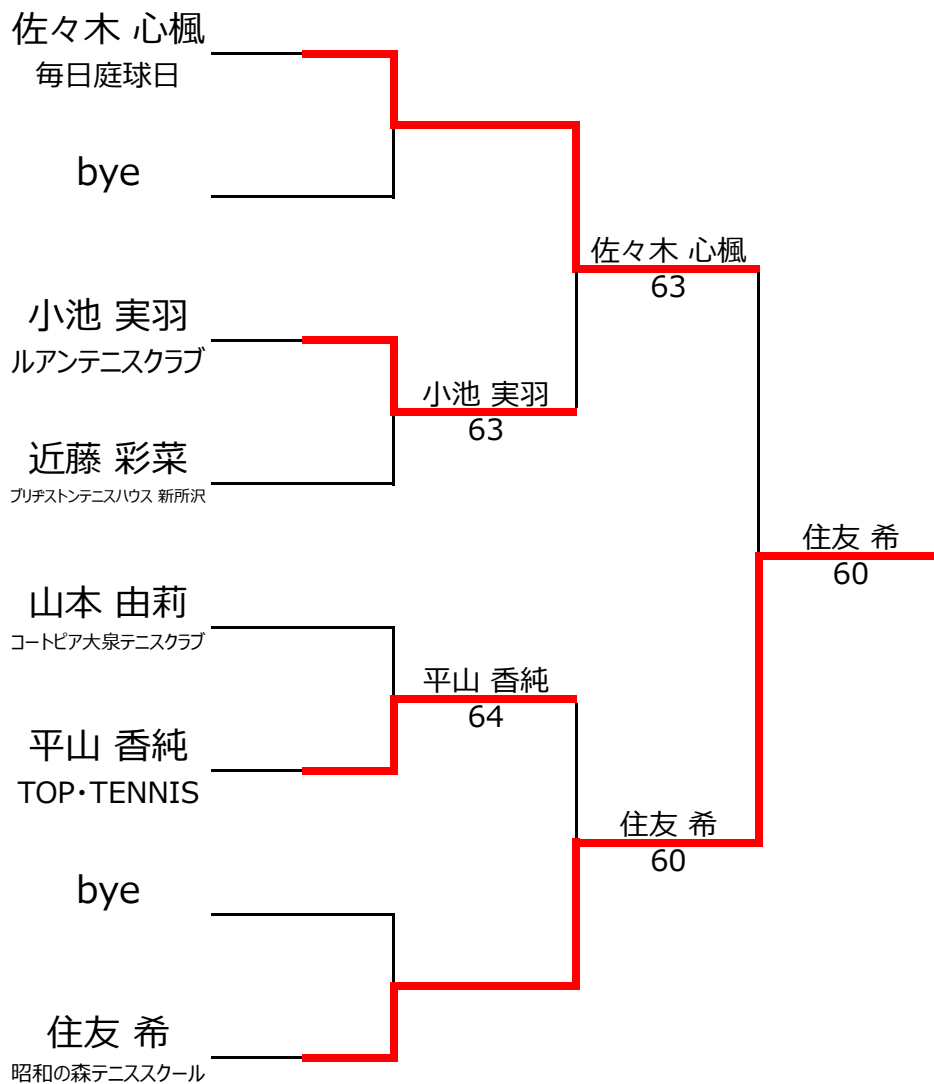 佐々木 心楓
毎日庭球日
bye
佐々木 心楓
63
小池 実羽
ルアンテニスクラブ
小池 実羽
63
近藤 彩菜
ブリヂストンテニスハウス 新所沢
住友 希
60
山本 由莉
コートピア大泉テニスクラブ
平山 香純
64
平山 香純
TOP・TENNIS
住友 希
60
bye
住友 希
昭和の森テニススクール